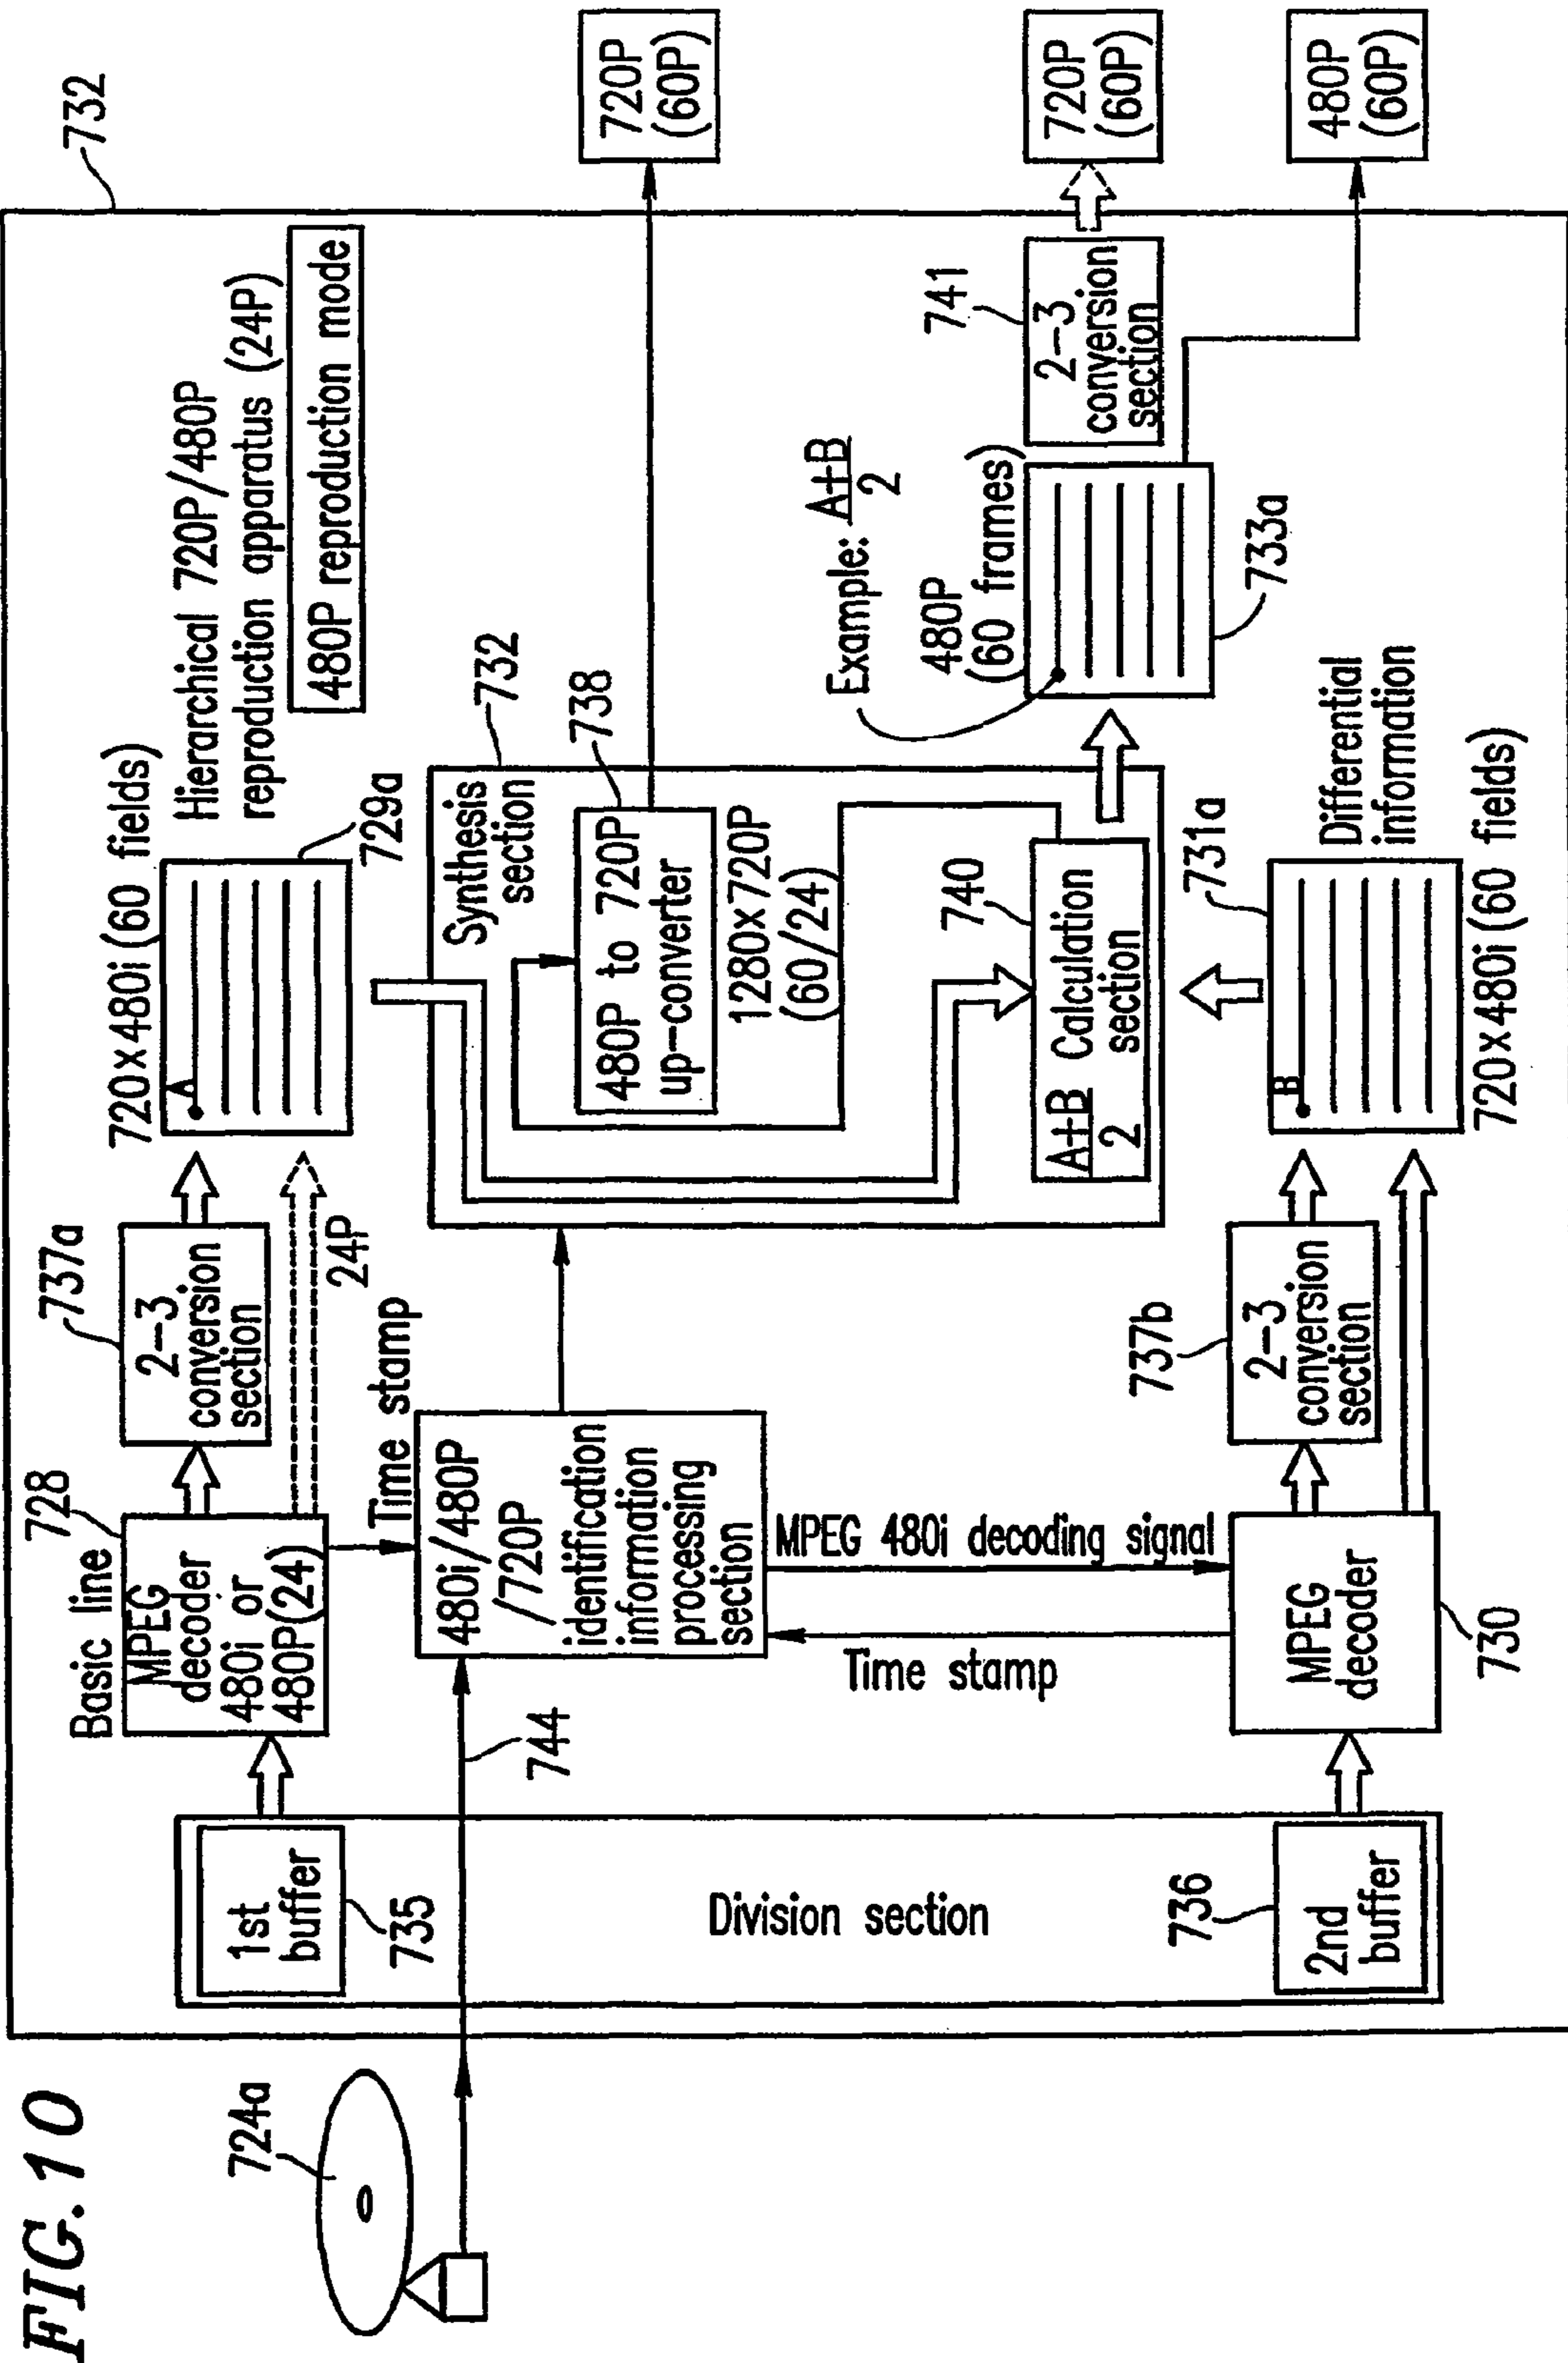 FIG.10
724a
732
1st
buffer
735
Division section
736
2nd
buffer
744
Basic line
728
MPEG
decoder
480i or
480P(24)
Time stamp
24P
737a
2-3
conversion
section
720x480i (60 fields)
A
729a
Hierarchical 720P/480P
reproduction apparatus (24P)
480P reproduction mode
480i/480P
/720P
identification
information
processing
section
MPEG 480i decoding signal
Time stamp
MPEG
decoder
730
737b
2-3
conversion
section
732
Synthesis
section
738
480P to 720P
up-converter
1280x720P
(60/24)
740
A+B
2
Calculation
section
731a
B
Differential
information
720x480i (60 fields)
Example: A+B
2
480P
(60 frames)
733a
741
2-3
conversion
section
720P
(60P)
720P
(60P)
480P
(60P)